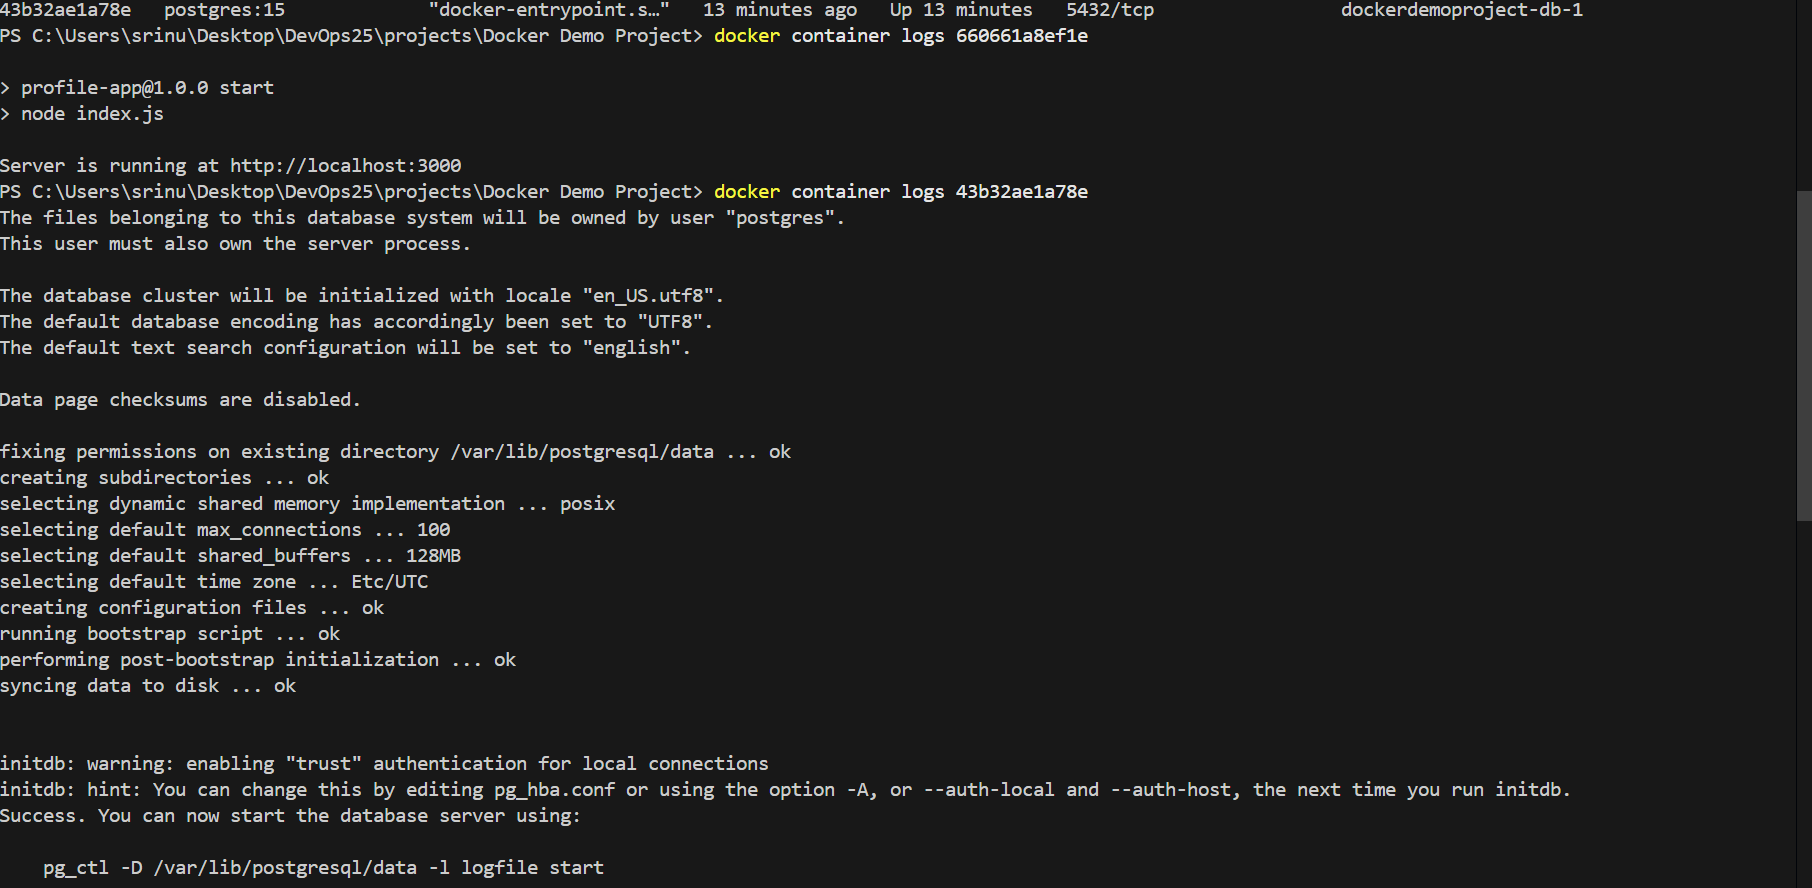 43b32ae1a78e   postgres:15             "docker-entrypoint.s…"   13 minutes ago   Up 13 minutes   5432/tcp                 dockerdemoproject-db-1
PS C:\Users\srinu\Desktop\DevOps25\projects\Docker Demo Project> docker container logs 660661a8ef1e
> profile-app@1.0.0 start
> node index.js
Server is running at http://localhost:3000
PS C:\Users\srinu\Desktop\DevOps25\projects\Docker Demo Project> docker container logs 43b32ae1a78e
The files belonging to this database system will be owned by user "postgres".
This user must also own the server process.
The database cluster will be initialized with locale "en_US.utf8".
The default database encoding has accordingly been set to "UTF8".
The default text search configuration will be set to "english".
Data page checksums are disabled.
fixing permissions on existing directory /var/lib/postgresql/data ... ok
creating subdirectories ... ok
selecting dynamic shared memory implementation ... posix
selecting default max_connections ... 100
selecting default shared_buffers ... 128MB
selecting default time zone ... Etc/UTC
creating configuration files ... ok
running bootstrap script ... ok
performing post-bootstrap initialization ... ok
syncing data to disk ... ok
initdb: warning: enabling "trust" authentication for local connections
initdb: hint: You can change this by editing pg_hba.conf or using the option -A, or --auth-local and --auth-host, the next time you run initdb.
Success. You can now start the database server using:
    pg_ctl -D /var/lib/postgresql/data -l logfile start